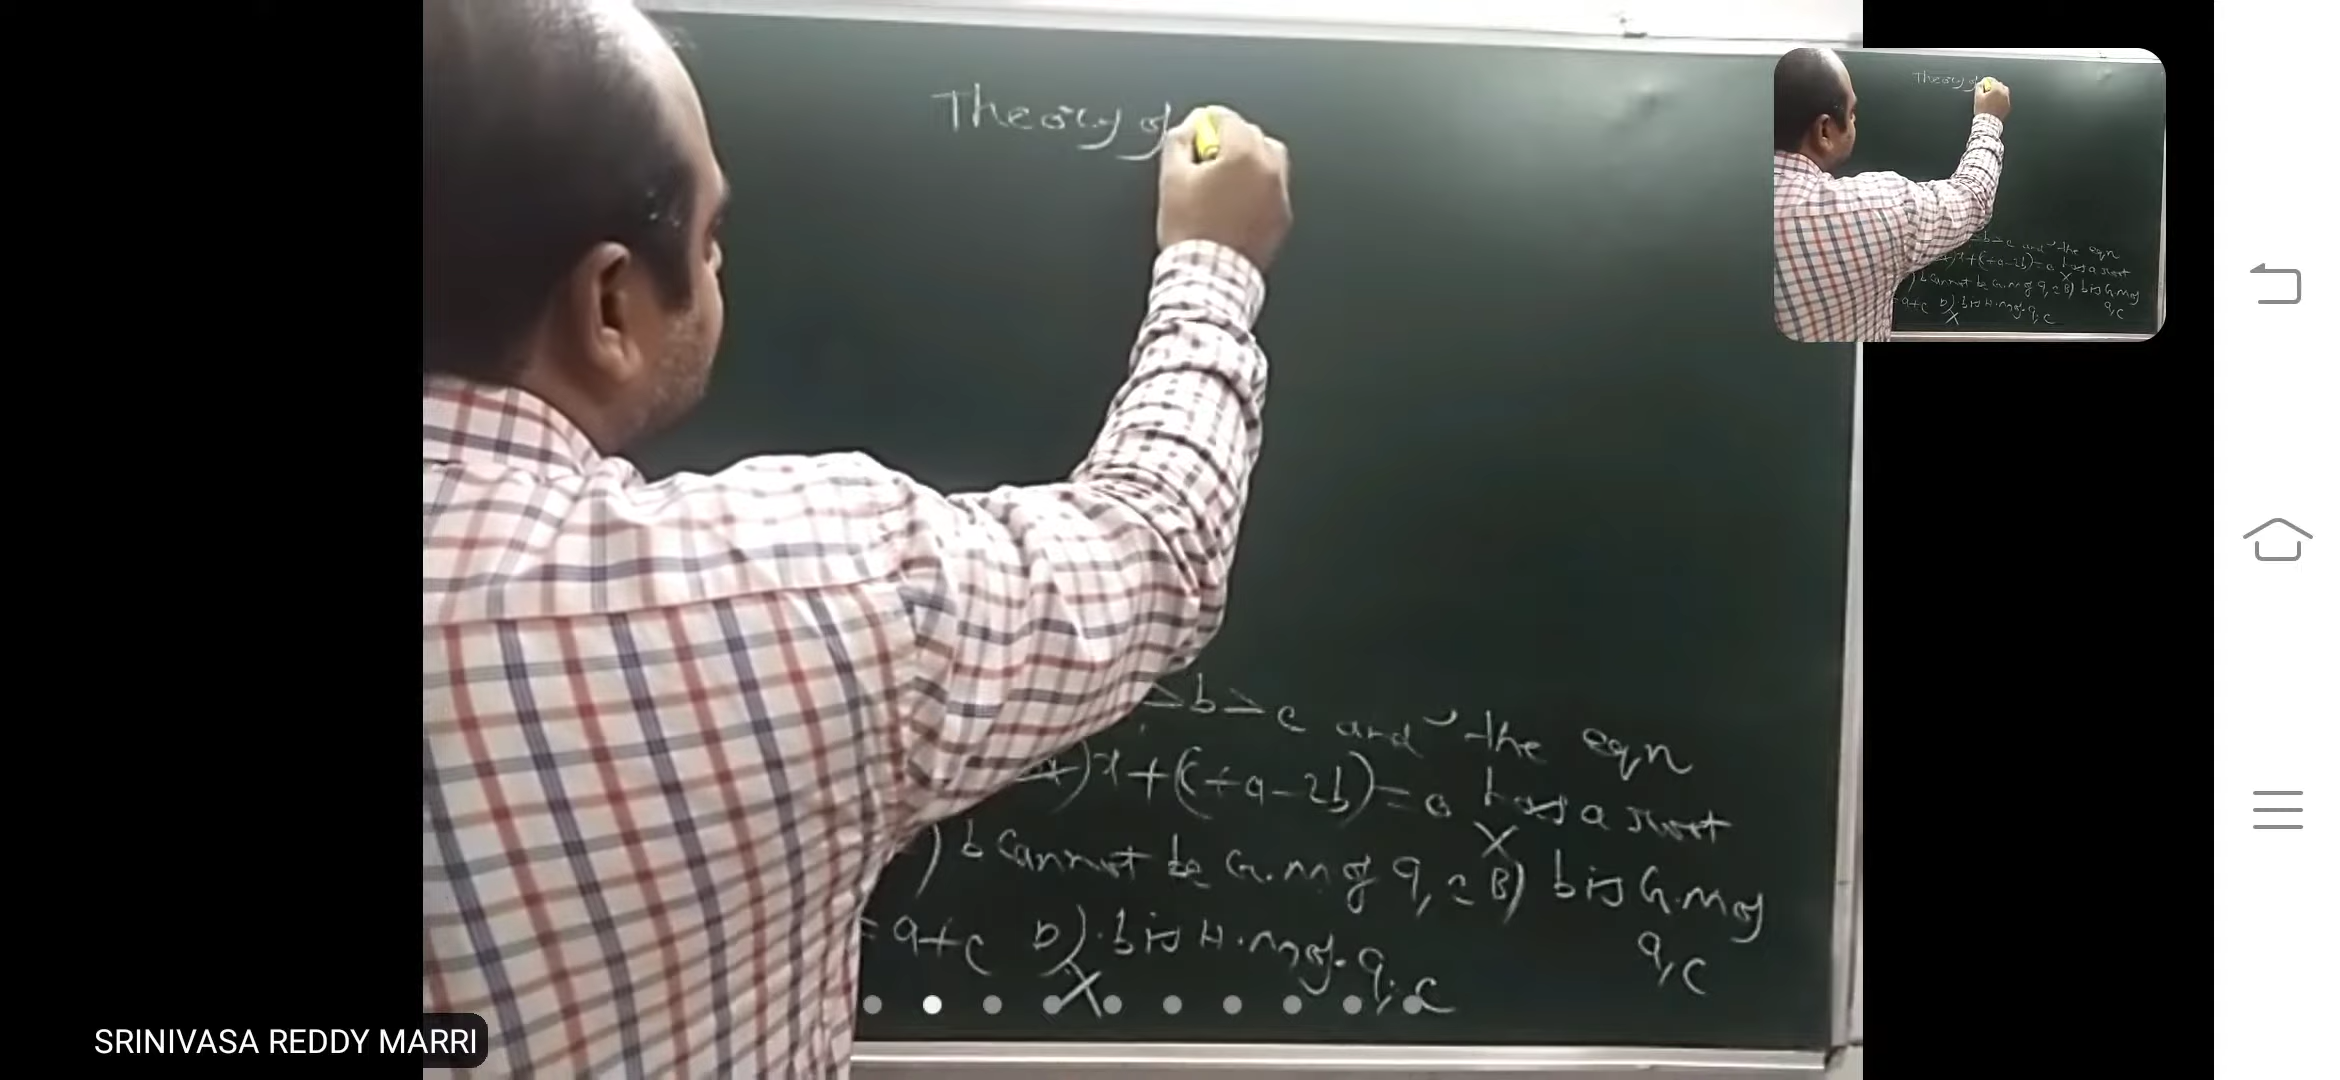 Theory of
>b>c and the eqn
)x+(c+a-2b)=0 has a root
) b cannot be G.M of a, c B) b is G.M of
a, c
= a+c D). b is H.M of. a, c
SRINIVASA REDDY MARRI